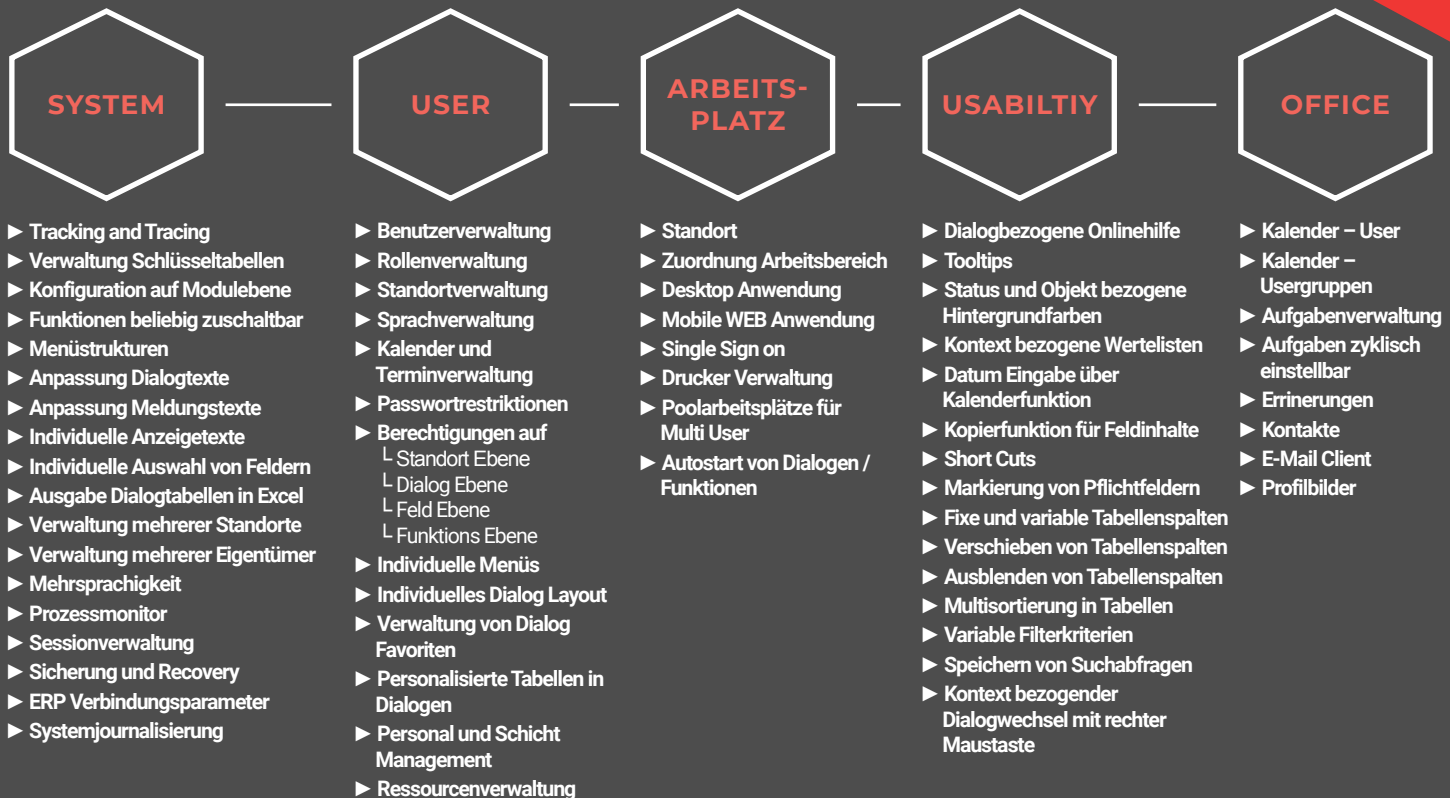 SYSTEM
USER
ARBEITS-
PLATZ
USABILTIY
OFFICE
► Tracking and Tracing
► Verwaltung Schlüsseltabellen
► Konfiguration auf Modulebene
► Funktionen beliebig zuschaltbar
► Menüstrukturen
► Anpassung Dialogtexte
► Anpassung Meldungstexte
► Individuelle Anzeigetexte
► Individuelle Auswahl von Feldern
► Ausgabe Dialogtabellen in Excel
► Verwaltung mehrerer Standorte
► Verwaltung mehrerer Eigentümer
► Mehrsprachigkeit
► Prozessmonitor
► Sessionverwaltung
► Sicherung und Recovery
► ERP Verbindungsparameter
► Systemjournalisierung
► Benutzerverwaltung
► Rollenverwaltung
► Standortverwaltung
► Sprachverwaltung
► Kalender und
Terminverwaltung
► Passwortrestriktionen
► Berechtigungen auf
└ Standort Ebene
└ Dialog Ebene
└ Feld Ebene
└ Funktions Ebene
► Individuelle Menüs
► Individuelles Dialog Layout
► Verwaltung von Dialog
Favoriten
► Personalisierte Tabellen in
Dialogen
► Personal und Schicht
Management
► Ressourcenverwaltung
► Standort
► Zuordnung Arbeitsbereich
► Desktop Anwendung
► Mobile WEB Anwendung
► Single Sign on
► Drucker Verwaltung
► Poolarbeitsplätze für
Multi User
► Autostart von Dialogen /
Funktionen
► Dialogbezogene Onlinehilfe
► Tooltips
► Status und Objekt bezogene
Hintergrundfarben
► Kontext bezogene Wertelisten
► Datum Eingabe über
Kalenderfunktion
► Kopierfunktion für Feldinhalte
► Short Cuts
► Markierung von Pflichtfeldern
► Fixe und variable Tabellenspalten
► Verschieben von Tabellenspalten
► Ausblenden von Tabellenspalten
► Multisortierung in Tabellen
► Variable Filterkriterien
► Speichern von Suchabfragen
► Kontext bezogender
Dialogwechsel mit rechter
Maustaste
► Kalender – User
► Kalender –
Usergruppen
► Aufgabenverwaltung
► Aufgaben zyklisch
einstellbar
► Errinerungen
► Kontakte
► E-Mail Client
► Profilbilder